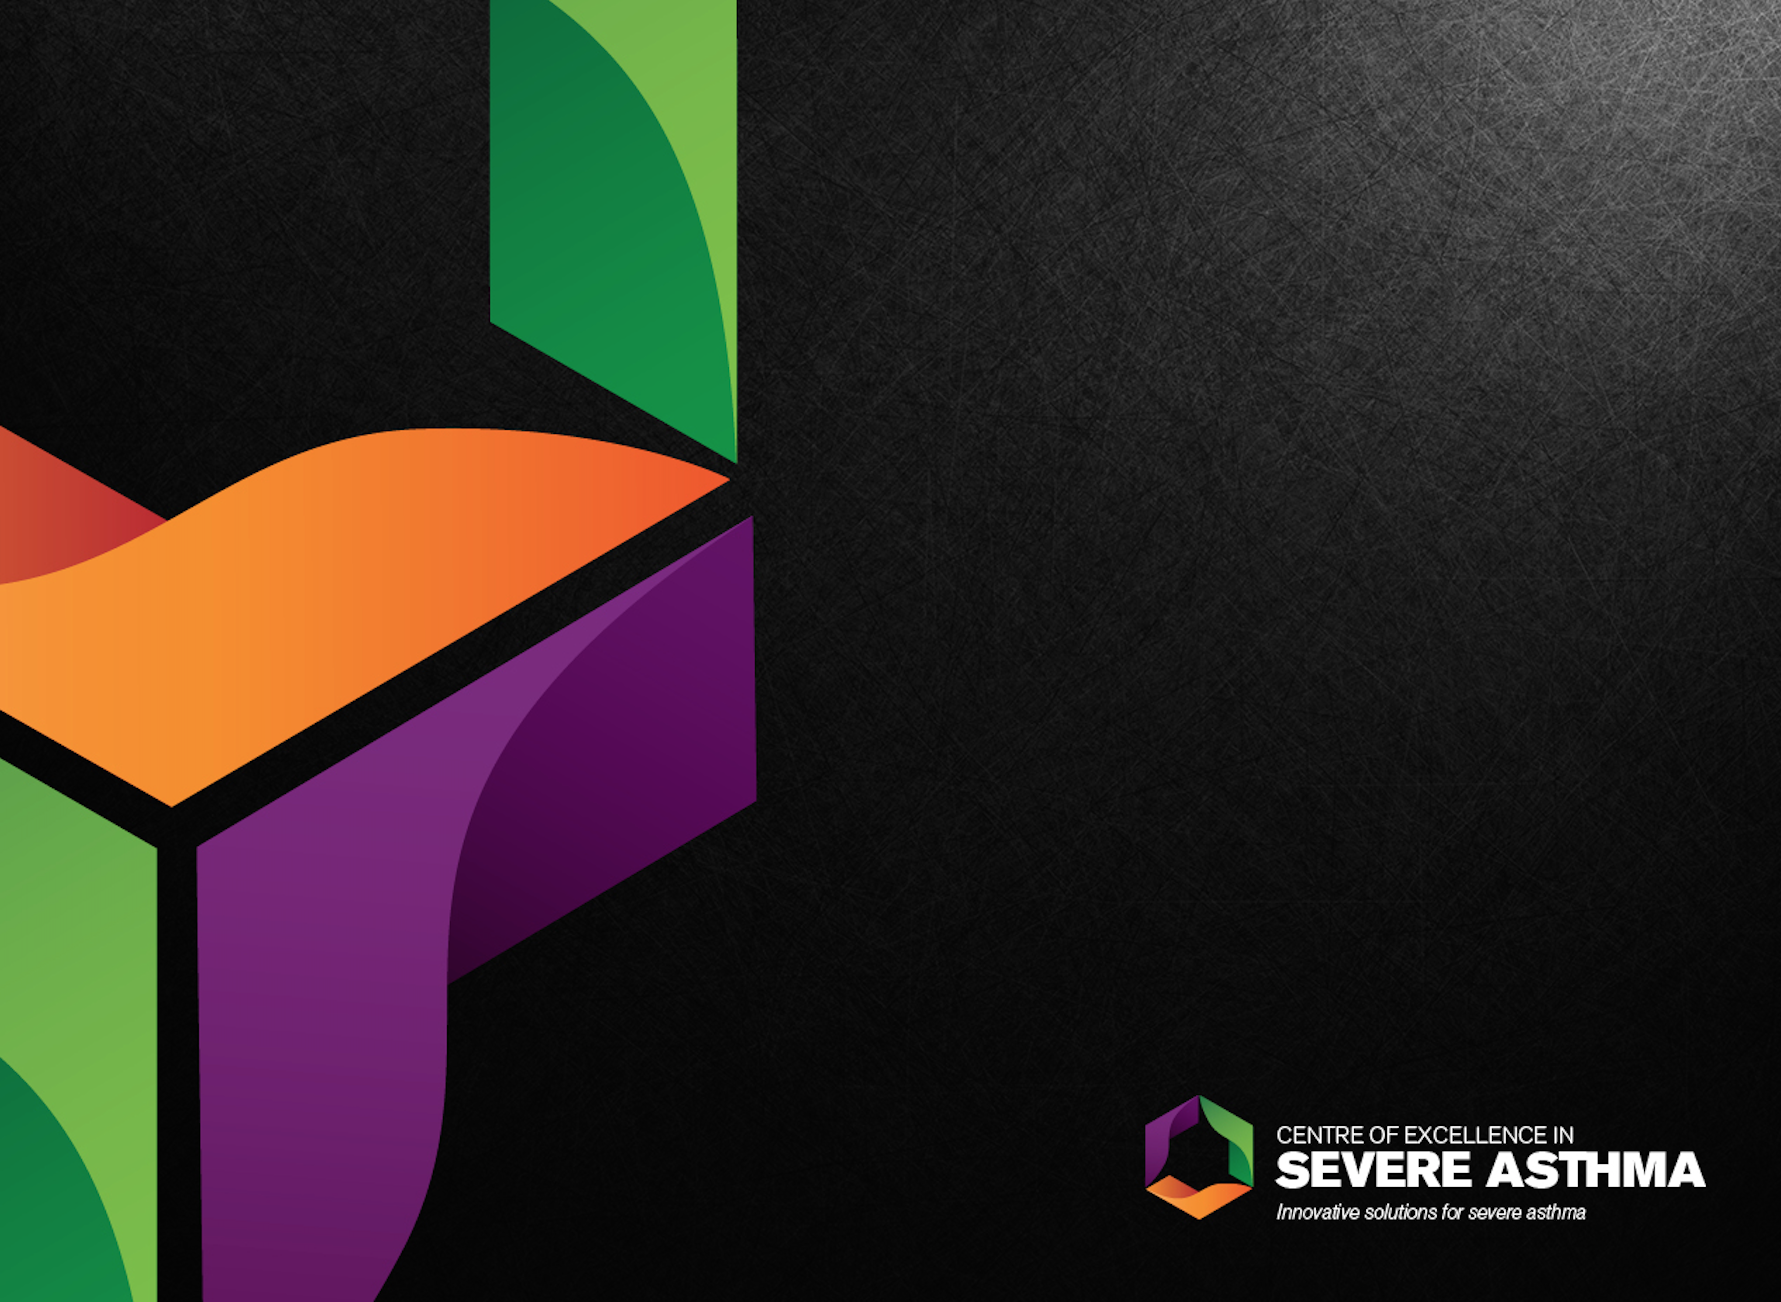 CENTRE OF EXCELLENCE IN
SEVERE ASTHMA
Innovative solutions for severe asthma